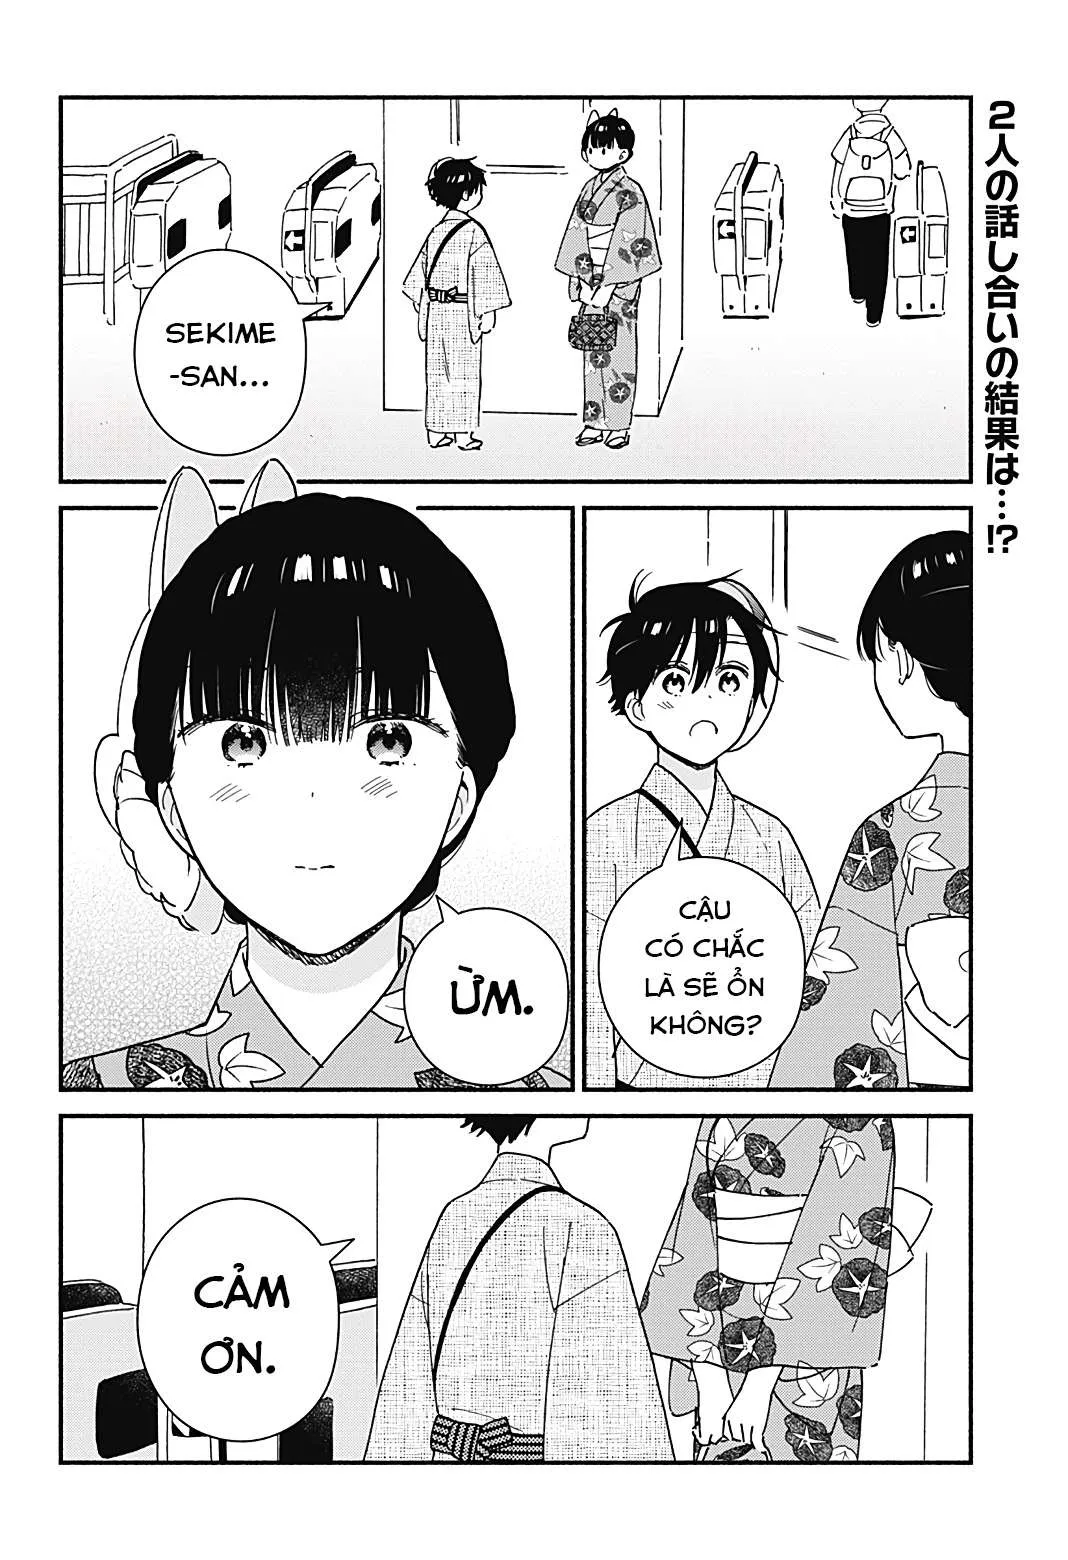 2人の話し合いの結果は…!?
SEKIME
-SAN...
CẬU
CÓ CHẮC
LÀ SẼ ỔN
KHÔNG?
ỪM.
CẢM
ƠN.